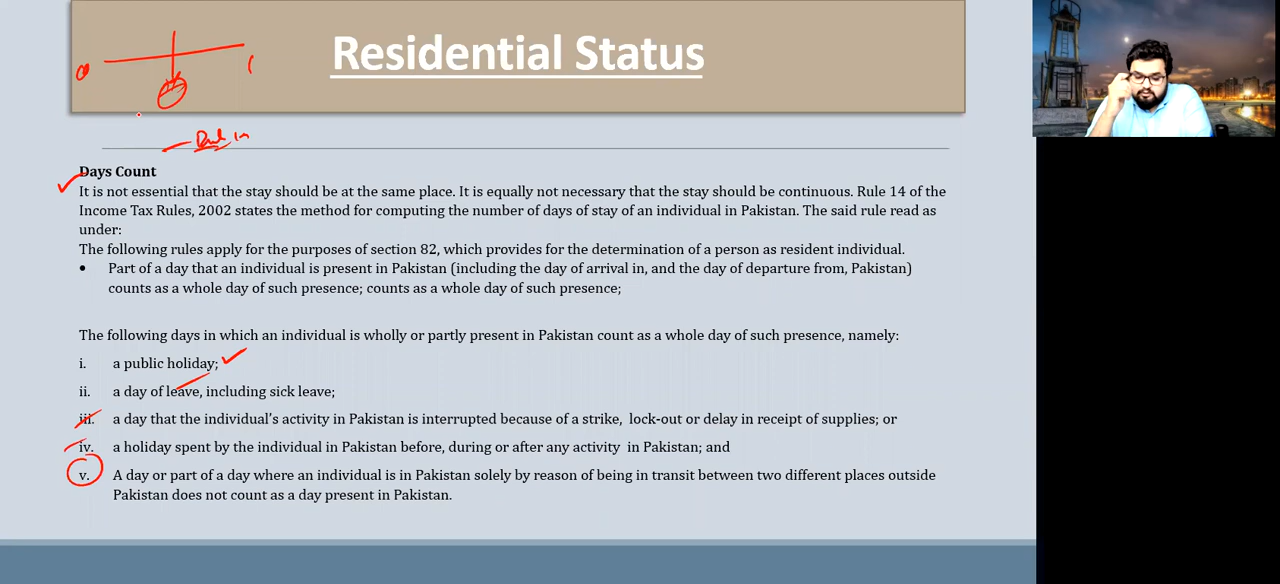 Residential Status
Days Count
It is not essential that the stay should be at the same place. It is equally not necessary that the stay should be continuous. Rule 14 of the
Income Tax Rules, 2002 states the method for computing the number of days of stay of an individual in Pakistan. The said rule read as
under:
The following rules apply for the purposes of section 82, which provides for the determination of a person as resident individual.
• Part of a day that an individual is present in Pakistan (including the day of arrival in, and the day of departure from, Pakistan)
counts as a whole day of such presence; counts as a whole day of such presence;
The following days in which an individual is wholly or partly present in Pakistan count as a whole day of such presence, namely:
i. a public holiday;
ii. a day of leave, including sick leave;
iii. a day that the individual's activity in Pakistan is interrupted because of a strike, lock-out or delay in receipt of supplies; or
iv. a holiday spent by the individual in Pakistan before, during or after any activity in Pakistan; and
v. A day or part of a day where an individual is in Pakistan solely by reason of being in transit between two different places outside
Pakistan does not count as a day present in Pakistan.